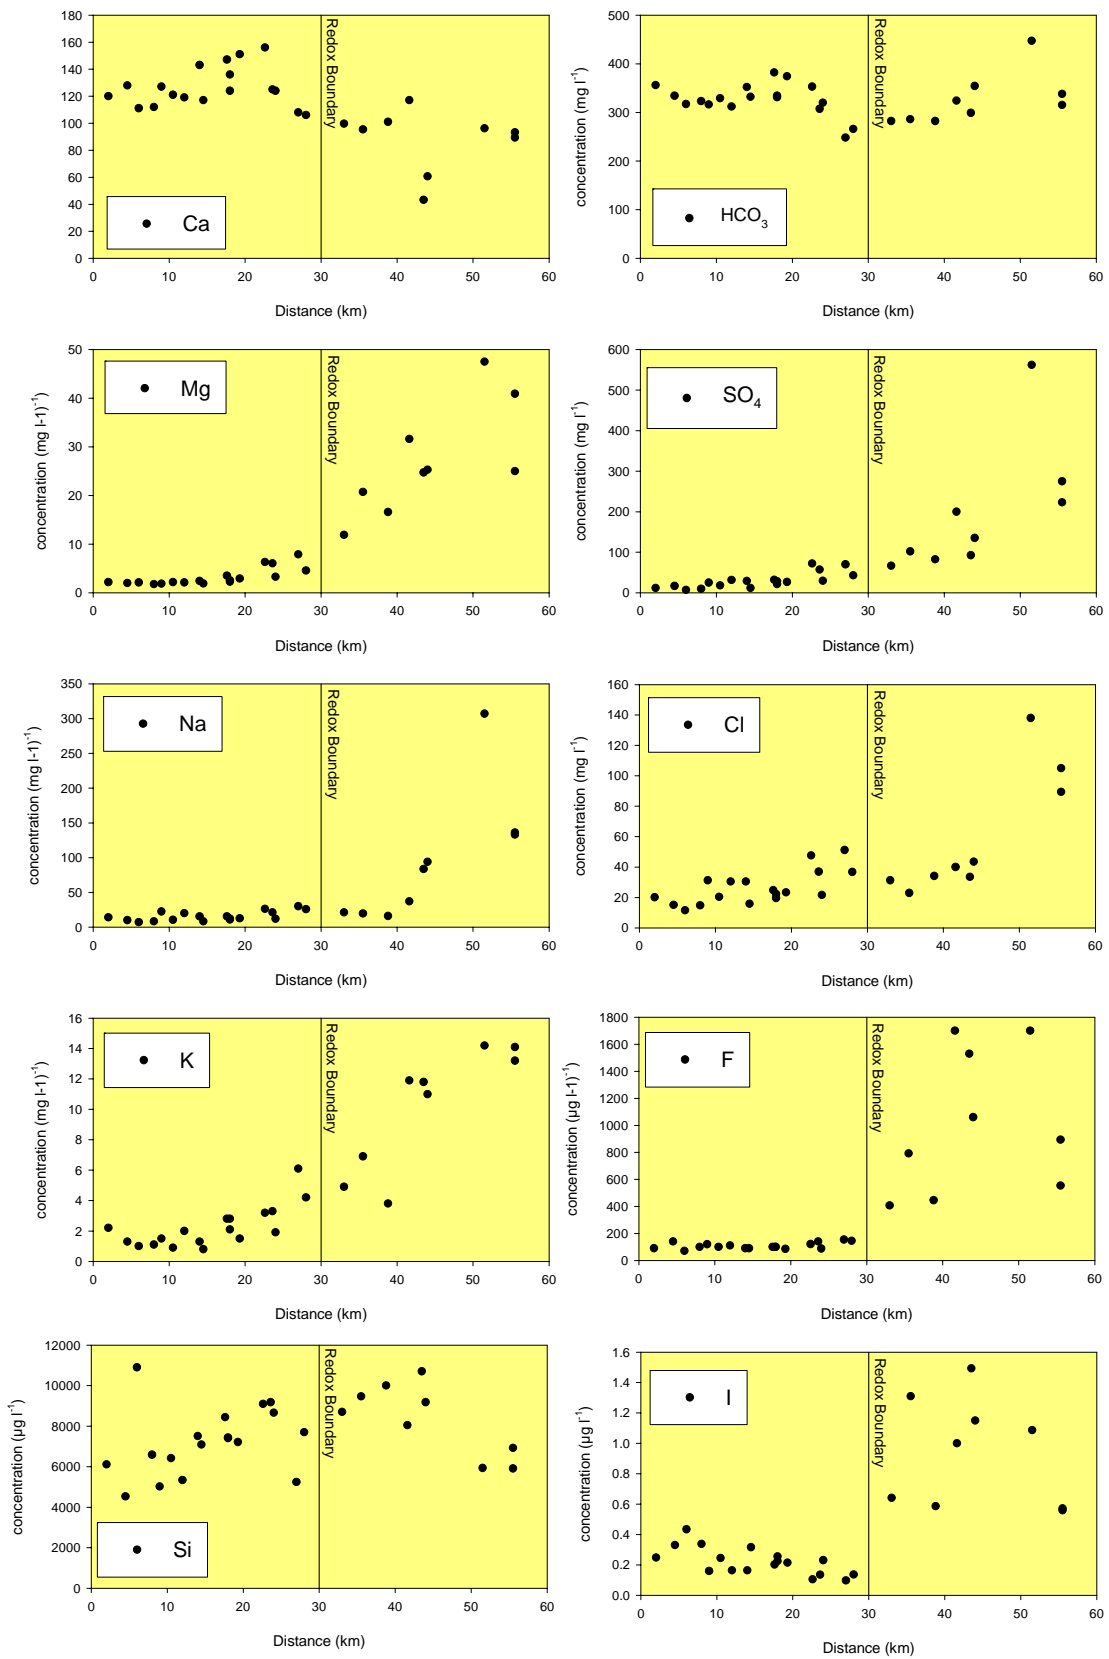 180
160
140
120
100
80
60
40
20
0
Redox Boundary
Ca
0 10 20 30 40 50 60
Distance (km)
concentration (mg l⁻¹)
500
400
300
200
100
0
Redox Boundary
HCO₃
0 10 20 30 40 50 60
Distance (km)
concentration (mg l-1)⁻¹
50
40
30
20
10
0
Redox Boundary
Mg
0 10 20 30 40 50 60
Distance (km)
concentration (mg l⁻¹)
600
500
400
300
200
100
0
Redox Boundary
SO₄
0 10 20 30 40 50 60
Distance (km)
concentration (mg l-1)⁻¹
350
300
250
200
150
100
50
0
Redox Boundary
Na
0 10 20 30 40 50 60
Distance (km)
concentration (mg l⁻¹)
160
140
120
100
80
60
40
20
0
Redox Boundary
Cl
0 10 20 30 40 50 60
Distance (km)
concentration (mg l-1)⁻¹
16
14
12
10
8
6
4
2
0
Redox Boundary
K
0 10 20 30 40 50 60
Distance (km)
concentration (µg l-1)⁻¹
1800
1600
1400
1200
1000
800
600
400
200
0
Redox Boundary
F
0 10 20 30 40 50 60
Distance (km)
concentration (µg l⁻¹)
12000
10000
8000
6000
4000
2000
0
Redox Boundary
Si
0 10 20 30 40 50 60
Distance (km)
concentration (µg l⁻¹)
1.6
1.4
1.2
1.0
0.8
0.6
0.4
0.2
0.0
Redox Boundary
I
0 10 20 30 40 50 60
Distance (km)